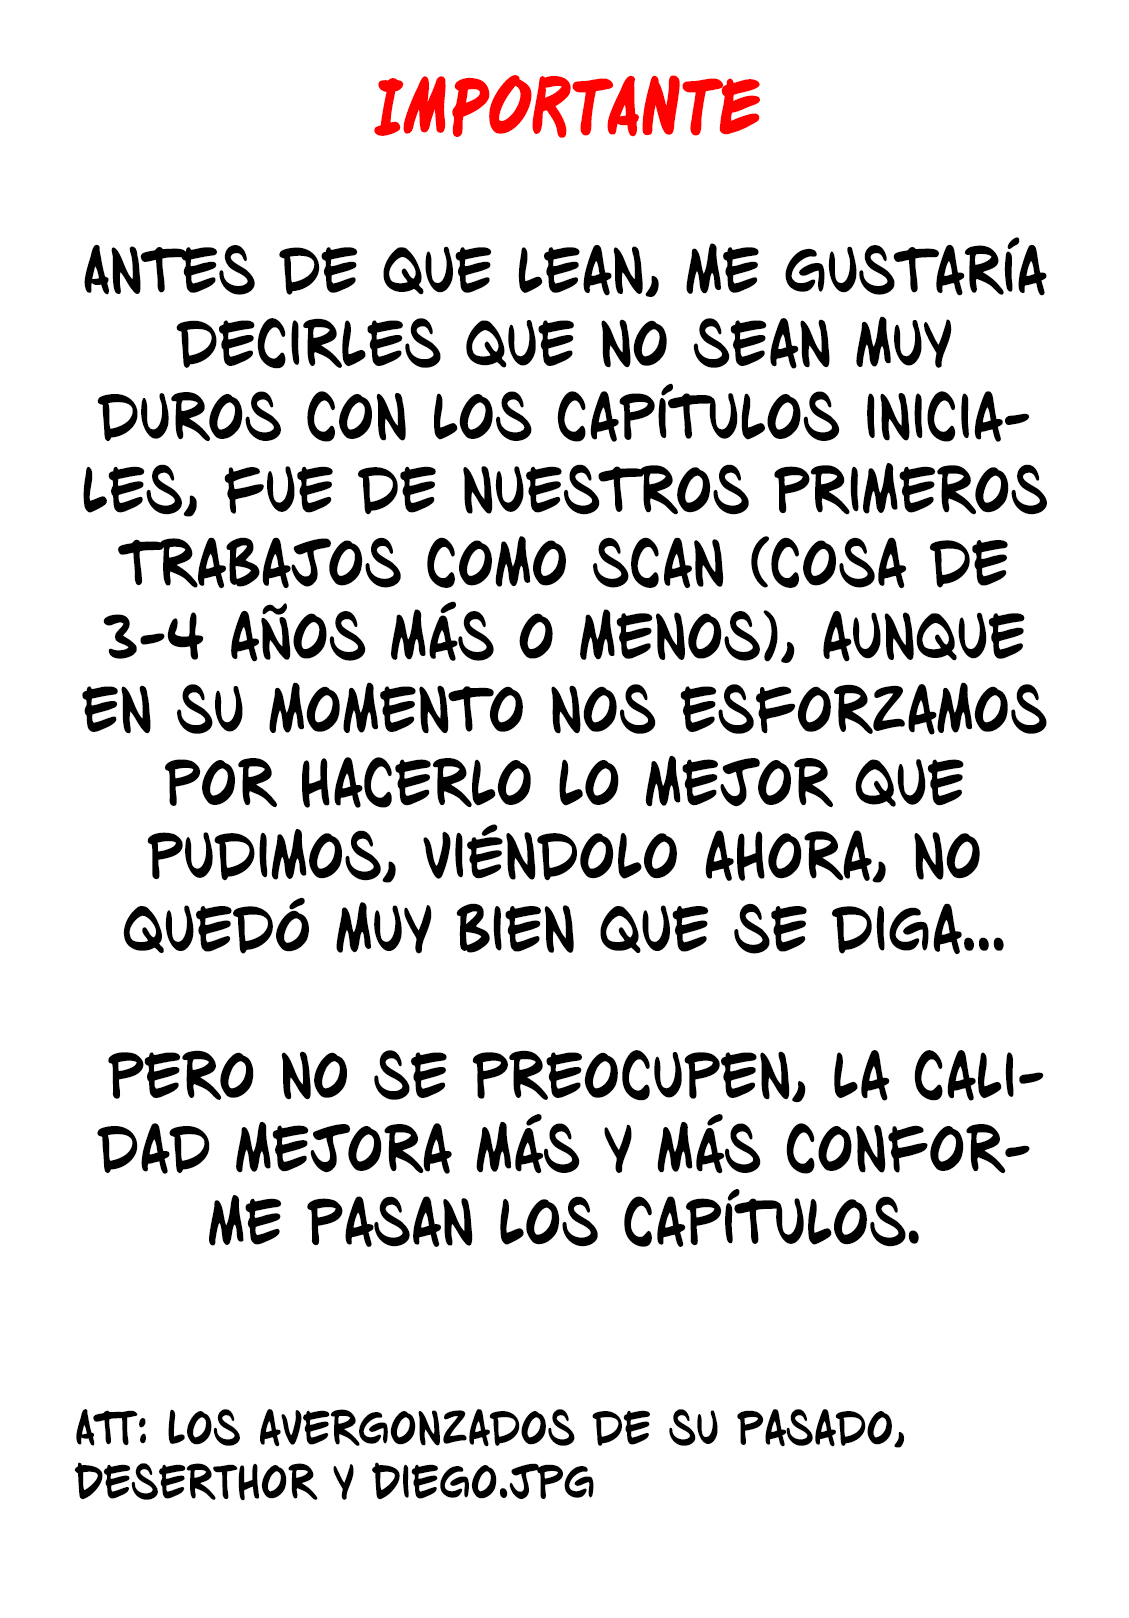 IMPORTANTE
ANTES DE QUE LEAN, ME GUSTARÍA
DECIRLES QUE NO SEAN MUY
DUROS CON LOS CAPÍTULOS INICIA-
LES, FUE DE NUESTROS PRIMEROS
TRABAJOS COMO SCAN (COSA DE
3-4 AÑOS MÁS O MENOS), AUNQUE
EN SU MOMENTO NOS ESFORZAMOS
POR HACERLO LO MEJOR QUE
PUDIMOS, VIÉNDOLO AHORA, NO
QUEDÓ MUY BIEN QUE SE DIGA...
PERO NO SE PREOCUPEN, LA CALI-
DAD MEJORA MÁS Y MÁS CONFOR-
ME PASAN LOS CAPÍTULOS.
ATT: LOS AVERGONZADOS DE SU PASADO,
DESERTHOR Y DIEGO.JPG